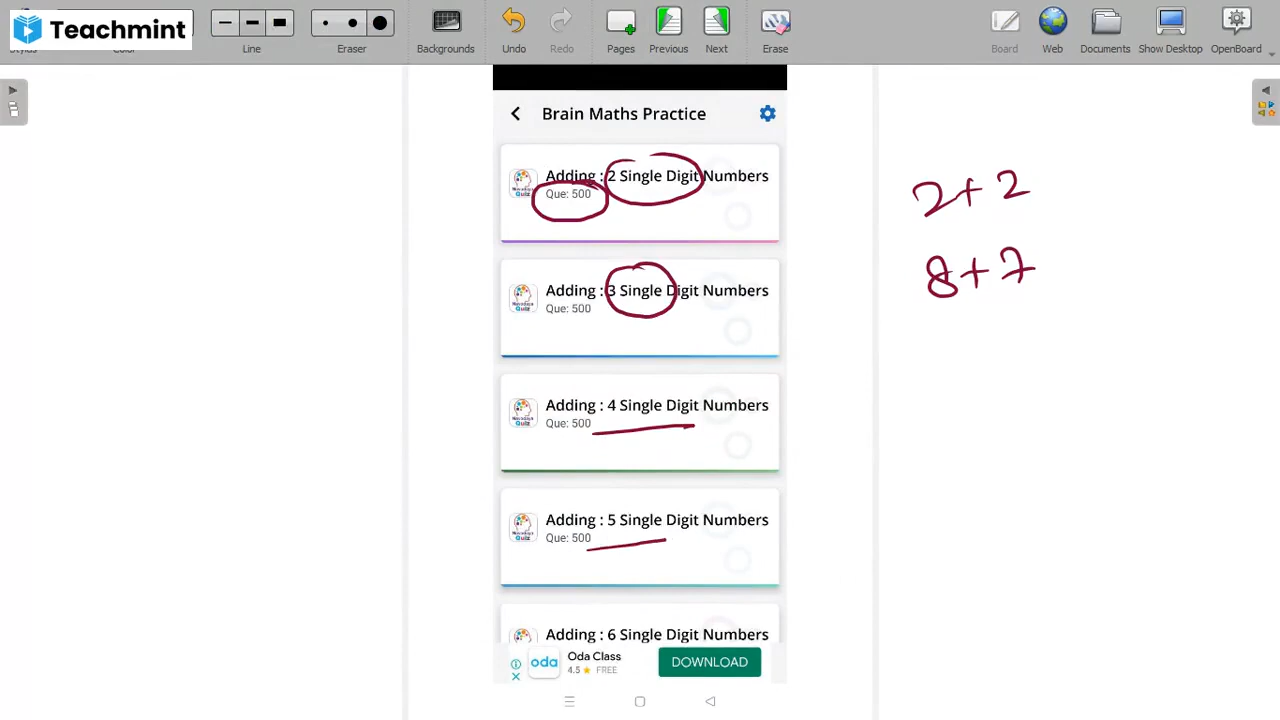 Teachmint
Line
Eraser
Backgrounds
Undo
Redo
Pages
Previous
Next
Erase
Board
Web
Documents
Show Desktop
OpenBoard
Brain Maths Practice
Adding : 2 Single Digit Numbers
Que: 500
Adding : 3 Single Digit Numbers
Que: 500
Adding : 4 Single Digit Numbers
Que: 500
Adding : 5 Single Digit Numbers
Que: 500
Adding : 6 Single Digit Numbers
oda
Oda Class
4.5 ★ FREE
DOWNLOAD
2+2
8+7